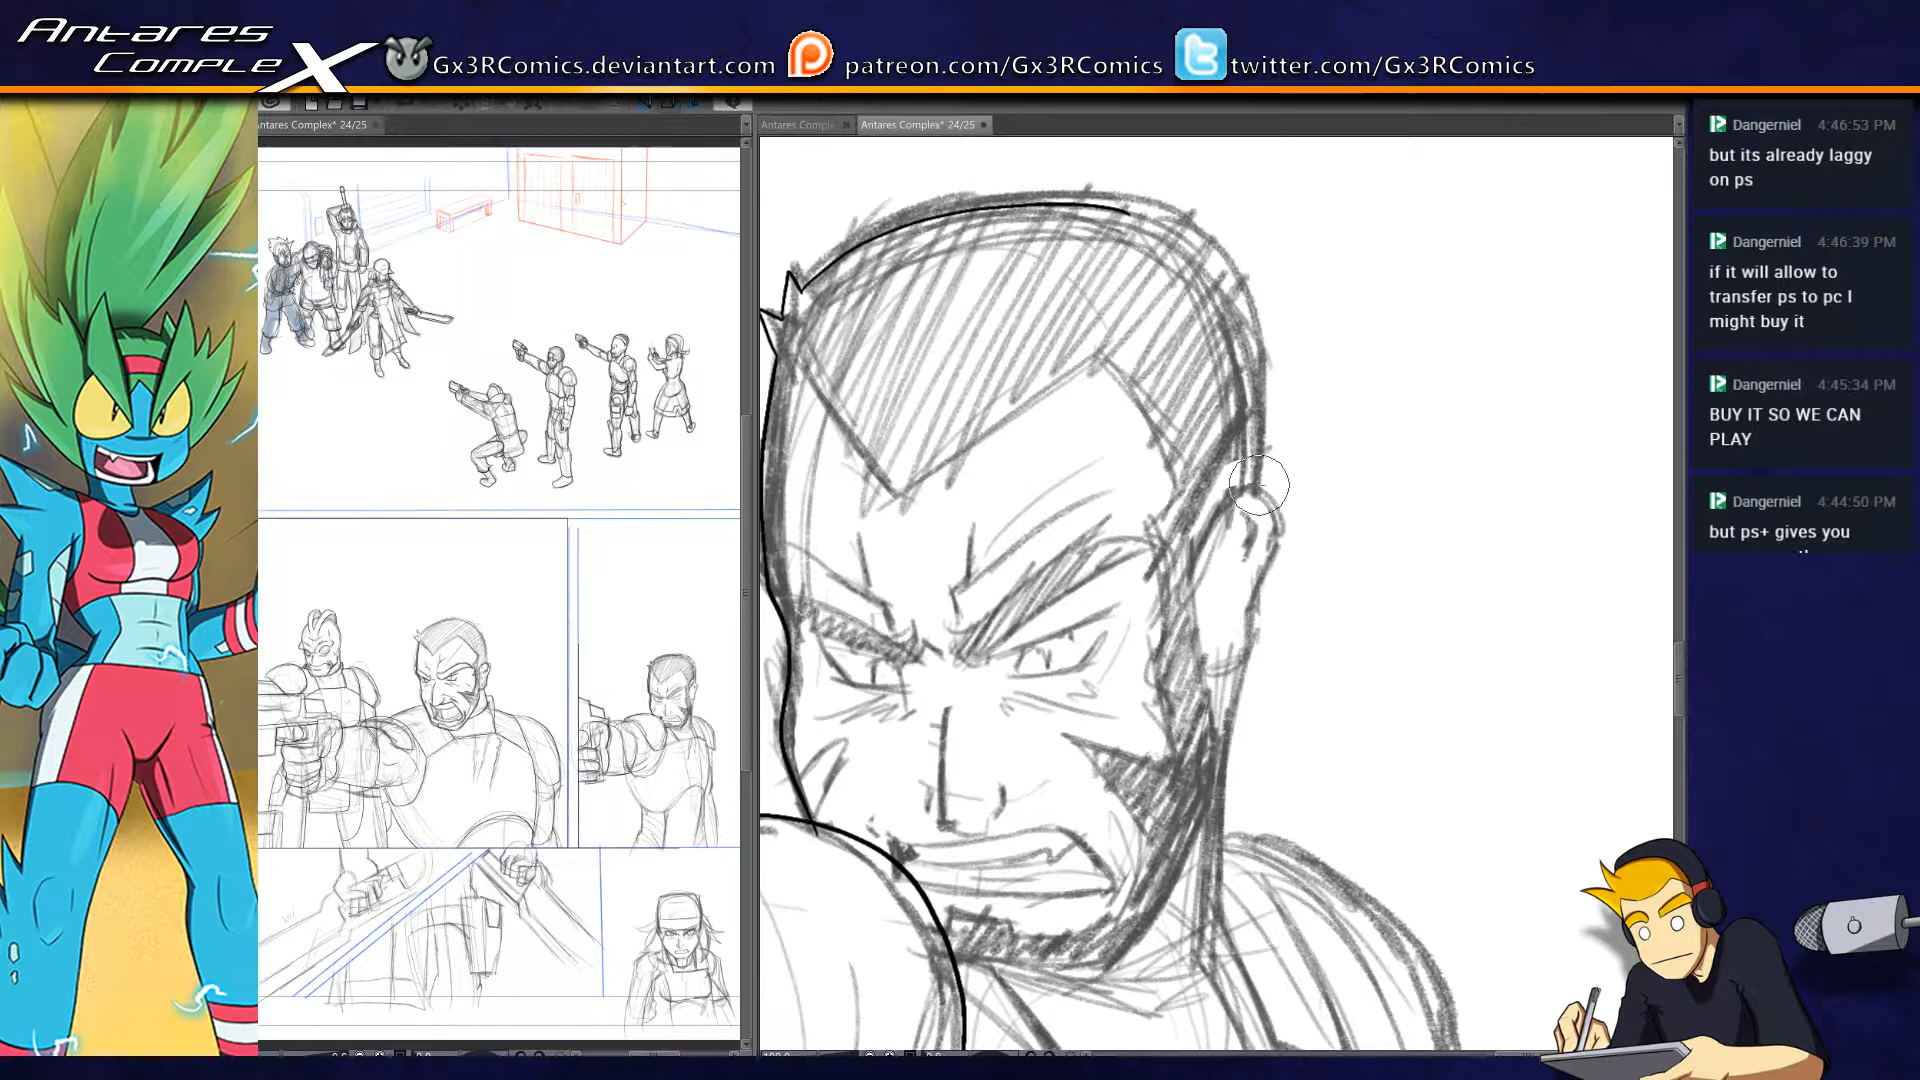 Antares
CompleX
Gx3RComics.deviantart.com
patreon.com/Gx3RComics
twitter.com/Gx3RComics
ntares Complex* 24/25
Antares Compl
Antares Complex* 24/25
Dangerniel 4:46:53 PM
but its already laggy
on ps
Dangerniel 4:46:39 PM
if it will allow to
transfer ps to pc I
might buy it
Dangerniel 4:45:34 PM
BUY IT SO WE CAN
PLAY
Dangerniel 4:44:50 PM
but ps+ gives you